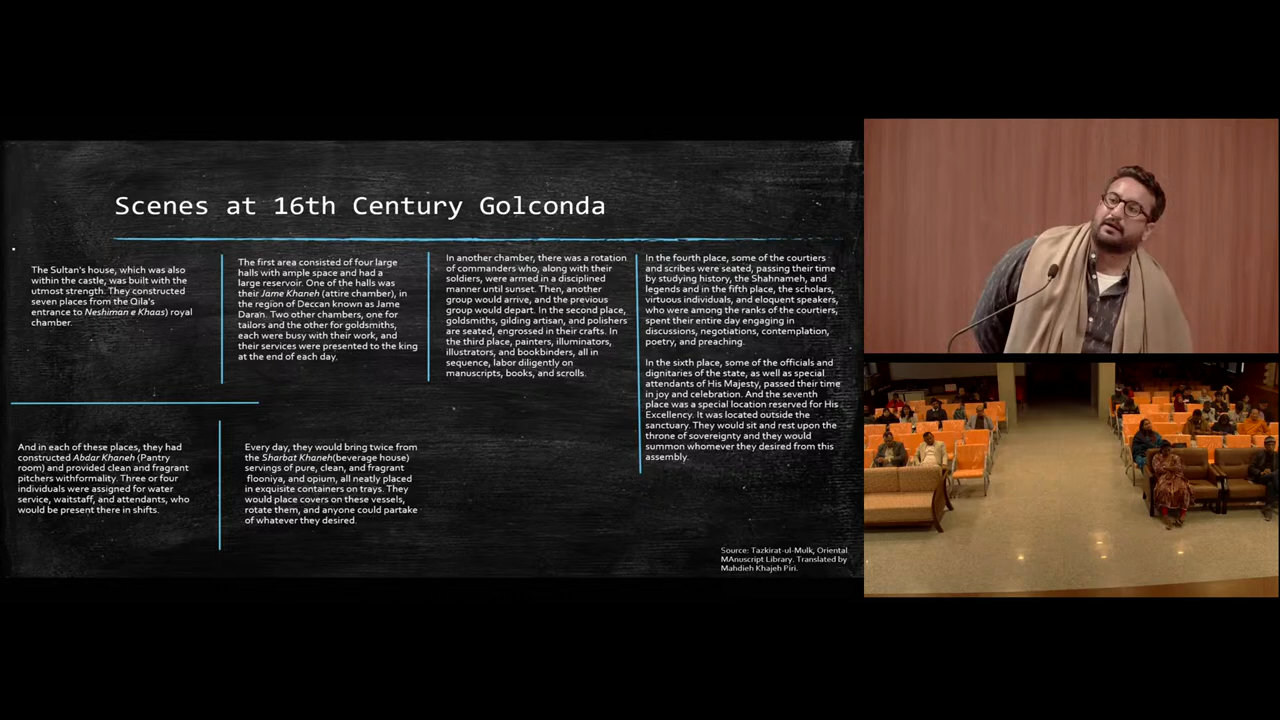 Scenes at 16th Century Golconda
The Sultan's house, which was also
within the castle, was built with the
utmost strength. They constructed
seven places from the Qila's
entrance to Neshiman e Khaas) royal
chamber.
The first area consisted of four large
halls with ample space and had a
large reservoir. One of the halls was
their Jame Khaneh (attire chamber), in
the region of Deccan known as Jame
Daran. Two other chambers, one for
tailors and the other for goldsmiths,
each were busy with their work, and
their services were presented to the king
at the end of each day.
In another chamber, there was a rotation
of commanders who, along with their
soldiers, were armed in a disciplined
manner until sunset. Then, another
group would arrive, and the previous
group would depart. In the second place,
goldsmiths, gilding artisan, and polishers
are seated, engrossed in their crafts. In
the third place, painters, illuminators,
illustrators, and bookbinders, all in
sequence, labor diligently on
manuscripts, books, and scrolls.
In the fourth place, some of the courtiers
and scribes were seated, passing their time
by studying history, the Shahnameh, and
legends and in the fifth place, the scholars,
virtuous individuals, and eloquent speakers,
who were among the ranks of the courtiers,
spent their entire day engaging in
discussions, negotiations, contemplation,
poetry, and preaching.
In the sixth place, some of the officials and
dignitaries of the state, as well as special
attendants of His Majesty, passed their time
in joy and celebration. And the seventh
place was a special location reserved for His
Excellency. It was located outside the
sanctuary. They would sit and rest upon the
throne of sovereignty and they would
summon whomever they desired from this
assembly.
And in each of these places, they had
constructed Abdar Khaneh (Pantry
room) and provided clean and fragrant
pitchers withformality. Three or four
individuals were assigned for water
service, waitstaff, and attendants, who
would be present there in shifts.
Every day, they would bring twice from
the Sharbat Khaneh(beverage house)
servings of pure, clean, and fragrant
flooniya, and opium, all neatly placed
in exquisite containers on trays. They
would place covers on these vessels,
rotate them, and anyone could partake
of whatever they desired.
Source: Tazkirat-ul-Mulk, Oriental
MAnuscript Library. Translated by
Mahdieh Khajeh Piri.